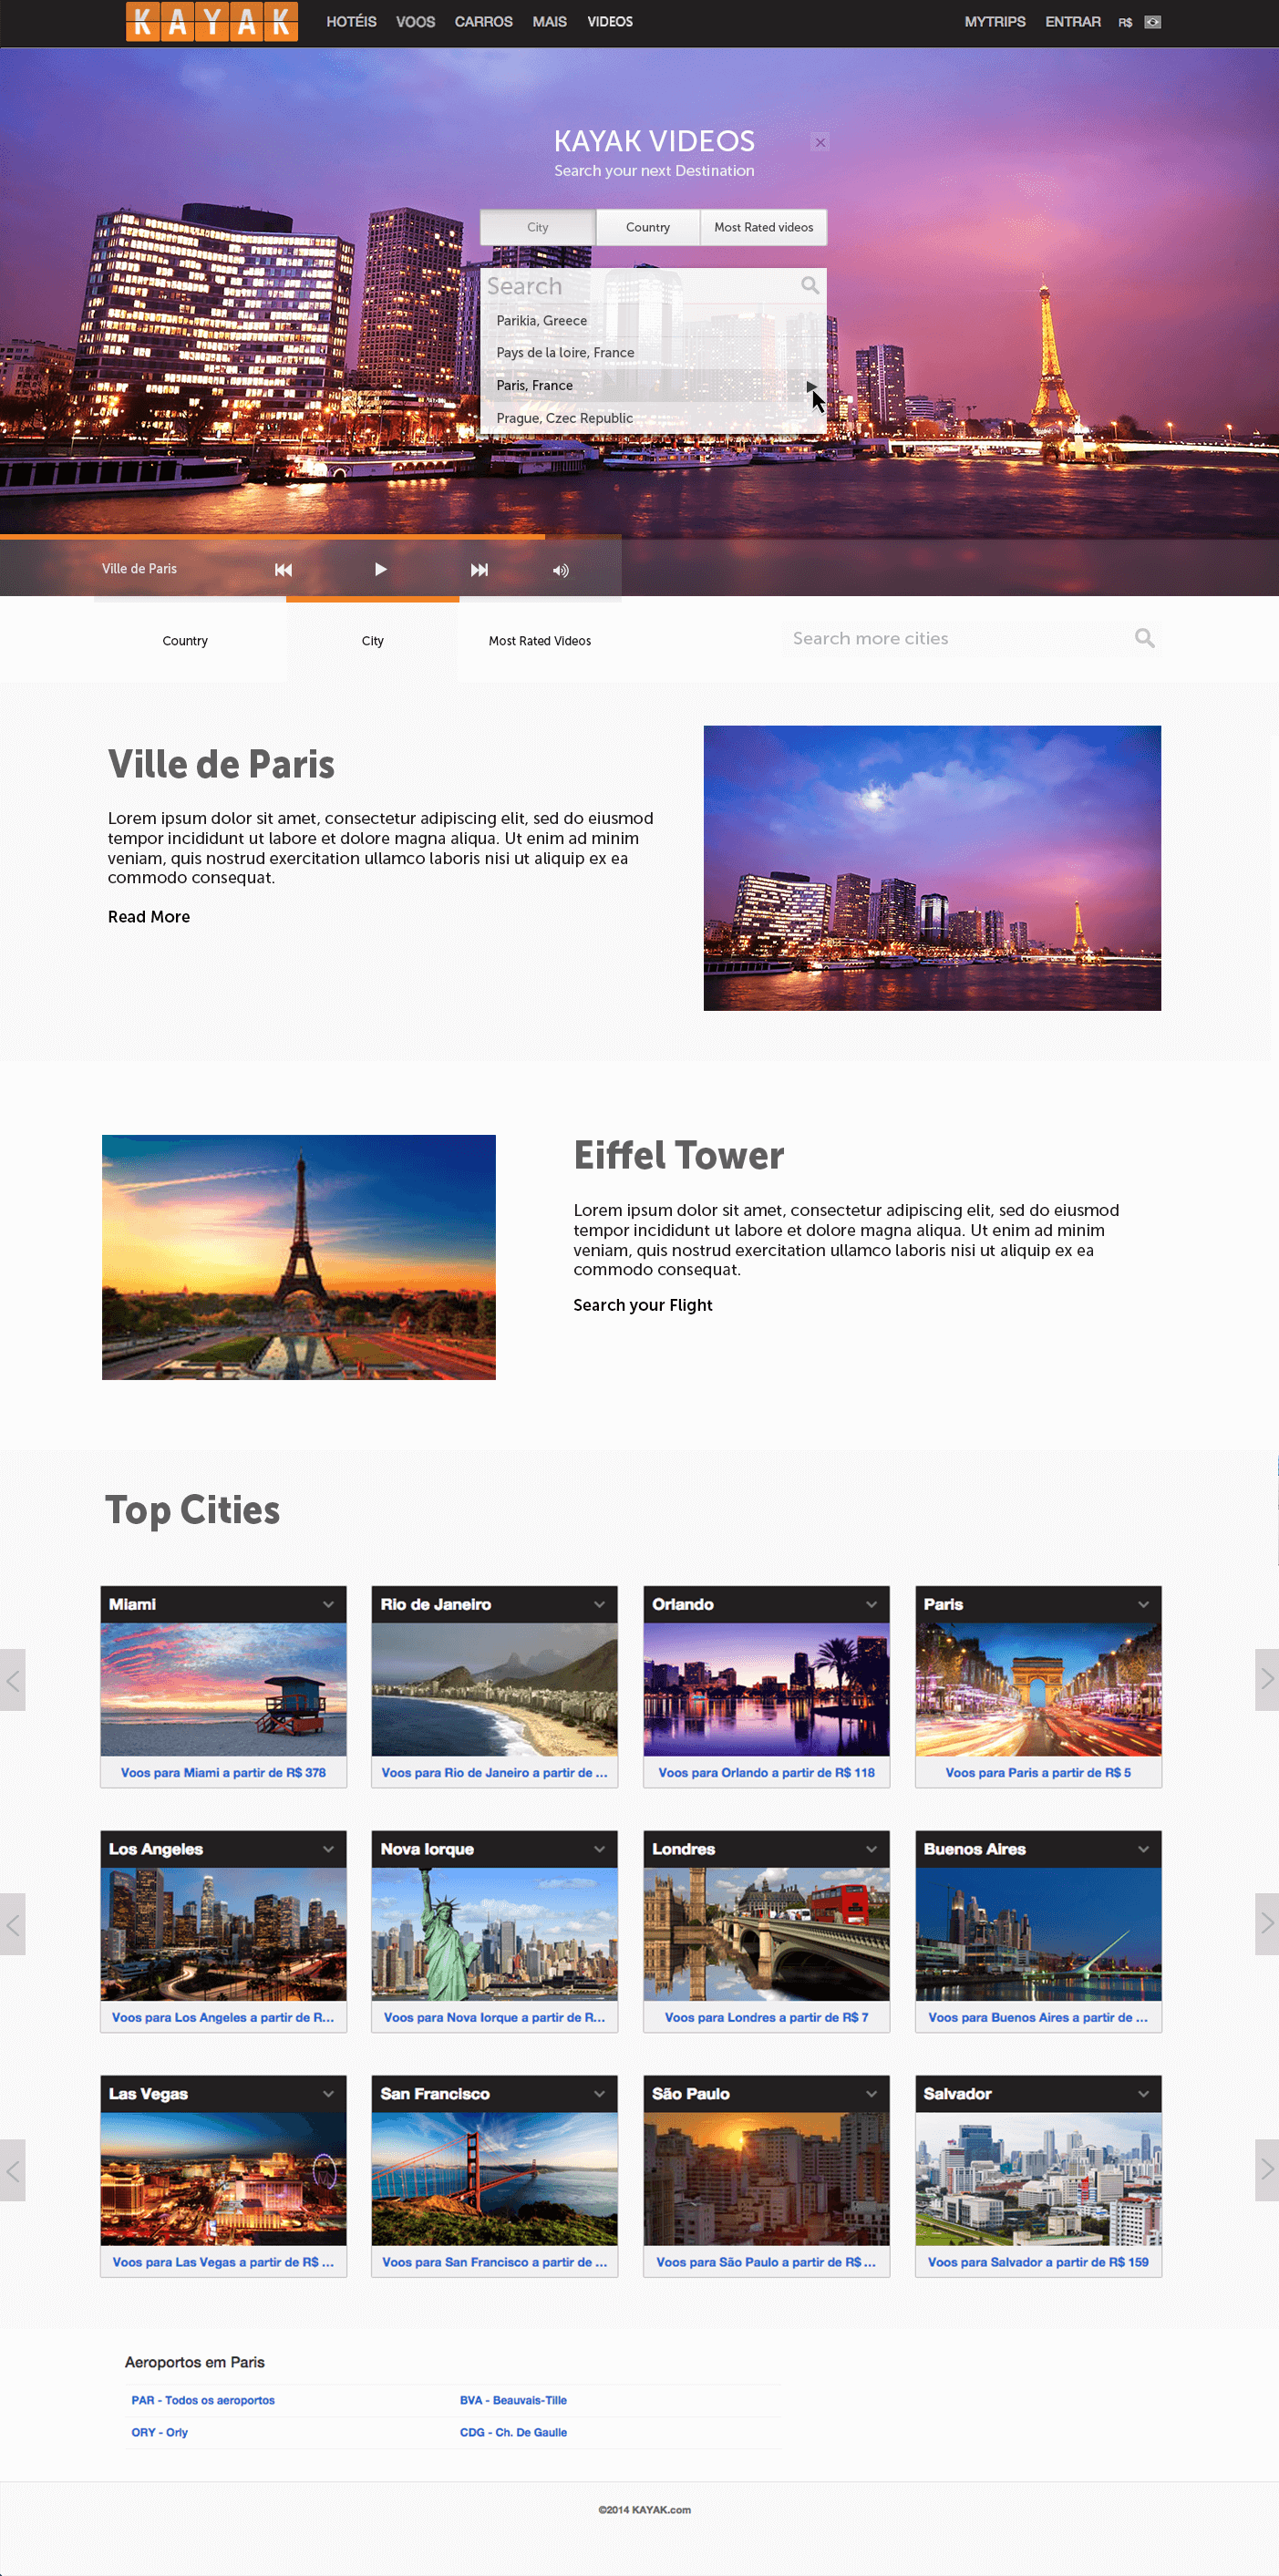 KAYAK HOTÉIS VOOS CARROS MAIS VIDEOS MYTRIPS ENTRAR R$
KAYAK VIDEOS
Search your next Destination
City Country Most Rated videos
Search
Parikia, Greece
Pays de la loire, France
Paris, France
Prague, Czec Republic
Ville de Paris
Country City Most Rated Videos Search more cities
Ville de Paris
Lorem ipsum dolor sit amet, consectetur adipiscing elit, sed do eiusmod
tempor incididunt ut labore et dolore magna aliqua. Ut enim ad minim
veniam, quis nostrud exercitation ullamco laboris nisi ut aliquip ex ea
commodo consequat.
Read More
Eiffel Tower
Lorem ipsum dolor sit amet, consectetur adipiscing elit, sed do eiusmod
tempor incididunt ut labore et dolore magna aliqua. Ut enim ad minim
veniam, quis nostrud exercitation ullamco laboris nisi ut aliquip ex ea
commodo consequat.
Search your Flight
Top Cities
Miami Rio de Janeiro Orlando Paris
Voos para Miami a partir de R$ 378 Voos para Rio de Janeiro a partir de ... Voos para Orlando a partir de R$ 118 Voos para Paris a partir de R$ 5
Los Angeles Nova Iorque Londres Buenos Aires
Voos para Los Angeles a partir de R... Voos para Nova Iorque a partir de R... Voos para Londres a partir de R$ 7 Voos para Buenos Aires a partir de ...
Las Vegas San Francisco São Paulo Salvador
Voos para Las Vegas a partir de R$ ... Voos para San Francisco a partir de ... Voos para São Paulo a partir de R$ ... Voos para Salvador a partir de R$ 159
Aeroportos em Paris
PAR - Todos os aeroportos BVA - Beauvais-Tille
ORY - Orly CDG - Ch. De Gaulle
©2014 KAYAK.com